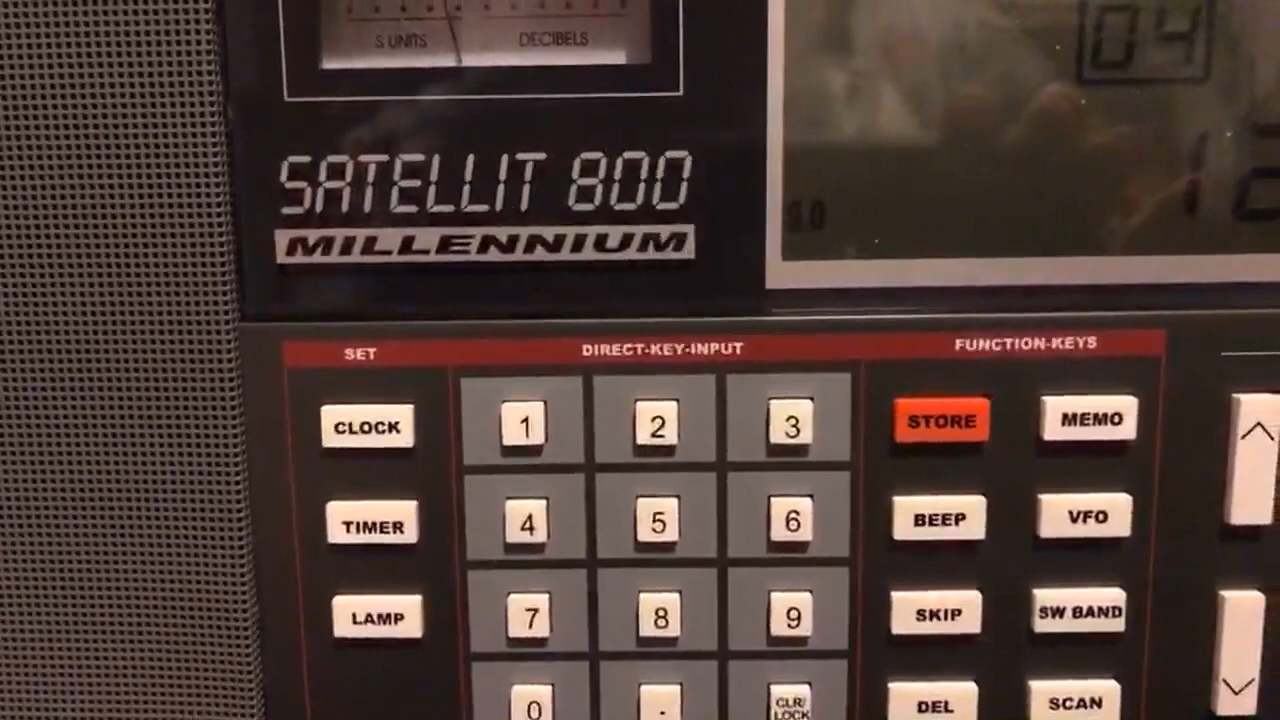 S UNITS DECIBELS
04
SATELLIT 800
MILLENNIUM
SET DIRECT-KEY-INPUT FUNCTION-KEYS
CLOCK 1 2 3 STORE MEMO
TIMER 4 5 6 BEEP VFO
LAMP 7 8 9 SKIP SW BAND
0 . CLR/ DEL SCAN
LOCK